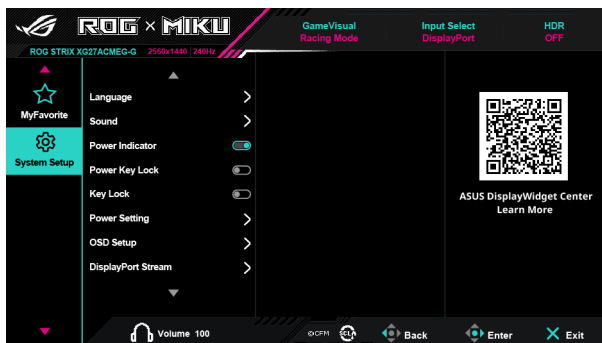 ROG × MIKU
GameVisual
Racing Mode
Input Select
DisplayPort
HDR
OFF
ROG STRIX XG27ACMEG-G 2560x1440 240Hz
MyFavorite
System Setup
Language
Sound
Power Indicator
Power Key Lock
Key Lock
Power Setting
OSD Setup
DisplayPort Stream
ASUS DisplayWidget Center
Learn More
Volume 100
©CFM
Back
Enter
Exit